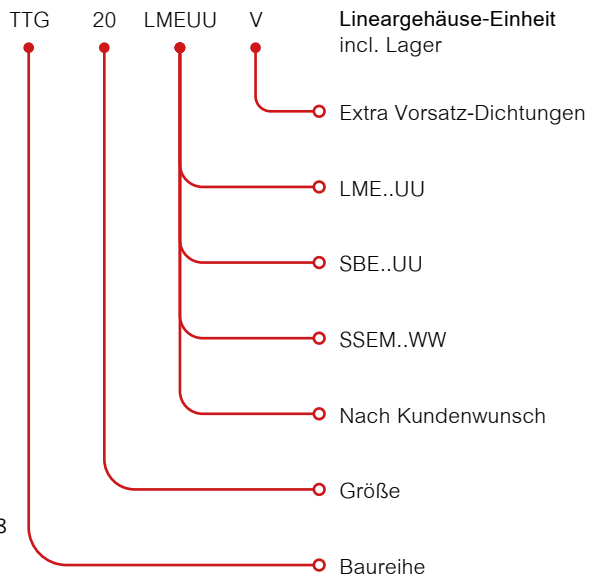 TTG 20 LMEUU V Lineargehäuse-Einheit
incl. Lager
Extra Vorsatz-Dichtungen
LME..UU
SBE..UU
SSEM..WW
Nach Kundenwunsch
Größe
8
Baureihe